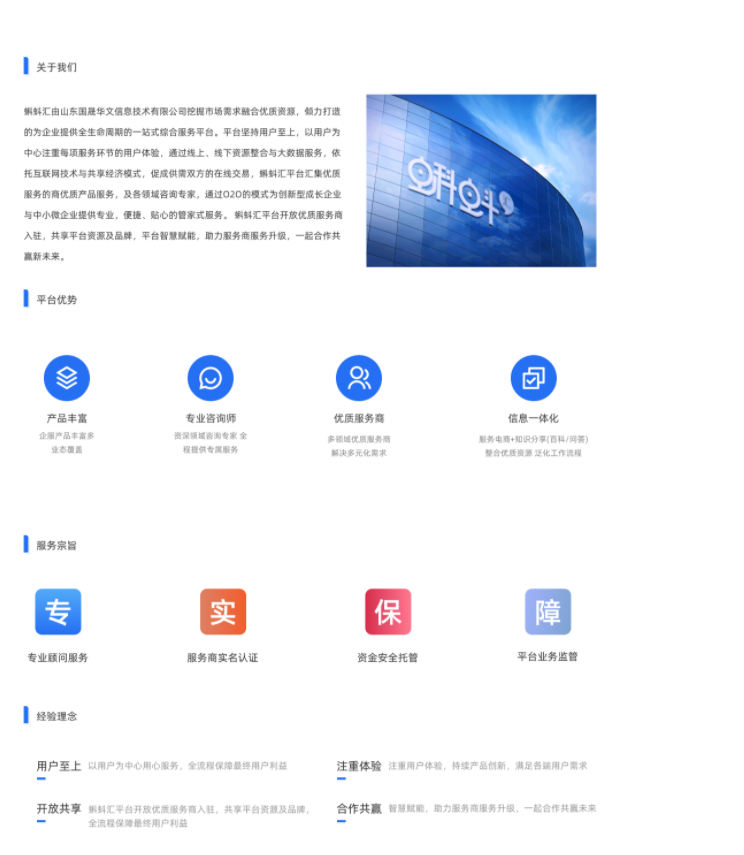 关于我们
蝌蚪汇由山东国晟华文信息技术有限公司挖掘市场需求融合优质资源，倾力打造
的为企业提供全生命周期的一站式综合服务平台。平台坚持用户至上，以用户为
中心注重每项服务环节的用户体验，通过线上、线下资源整合与大数据服务，依
托互联网技术与共享经济模式，促成供需双方的在线交易，蝌蚪汇平台汇集优质
服务的商优质产品服务，及各领域咨询专家，通过O2O的模式为创新型成长企业
与中小微企业提供专业，便捷、贴心的管家式服务。 蝌蚪汇平台开放优质服务商
入驻，共享平台资源及品牌，平台智慧赋能，助力服务商服务升级，一起合作共
赢新未来。
平台优势
产品丰富
专业咨询师
优质服务商
信息一体化
企服产品丰富多
业态覆盖
资深领域咨询专家 全
程提供专属服务
多领域优质服务商
解决多元化需求
服务电商+知识分享(百科/问答)
整合优质资源 泛化工作流程
服务宗旨
专
实
保
障
专业顾问服务
服务商实名认证
资金安全托管
平台业务监管
经验理念
用户至上 以用户为中心用心服务，全流程保障最终用户利益
注重体验 注重用户体验，持续产品创新，满足各端用户需求
开放共享 蝌蚪汇平台开放优质服务商入驻，共享平台资源及品牌，
全流程保障最终用户利益
合作共赢 智慧赋能，助力服务商服务升级，一起合作共赢未来